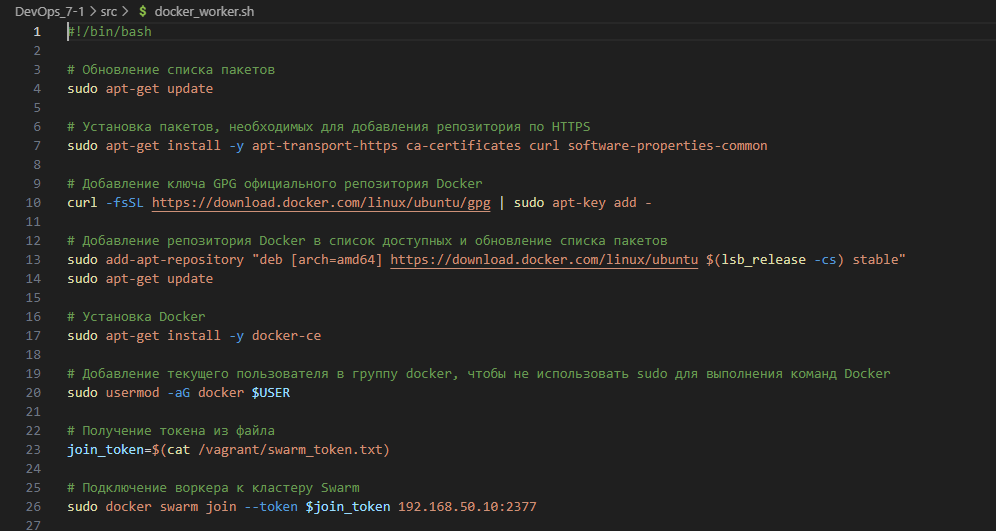 DevOps_7-1 > src > $ docker_worker.sh
1 #!/bin/bash
2
3 # Обновление списка пакетов
4 sudo apt-get update
5
6 # Установка пакетов, необходимых для добавления репозитория по HTTPS
7 sudo apt-get install -y apt-transport-https ca-certificates curl software-properties-common
8
9 # Добавление ключа GPG официального репозитория Docker
10 curl -fsSL https://download.docker.com/linux/ubuntu/gpg | sudo apt-key add -
11
12 # Добавление репозитория Docker в список доступных и обновление списка пакетов
13 sudo add-apt-repository "deb [arch=amd64] https://download.docker.com/linux/ubuntu $(lsb_release -cs) stable"
14 sudo apt-get update
15
16 # Установка Docker
17 sudo apt-get install -y docker-ce
18
19 # Добавление текущего пользователя в группу docker, чтобы не использовать sudo для выполнения команд Docker
20 sudo usermod -aG docker $USER
21
22 # Получение токена из файла
23 join_token=$(cat /vagrant/swarm_token.txt)
24
25 # Подключение воркера к кластеру Swarm
26 sudo docker swarm join --token $join_token 192.168.50.10:2377
27